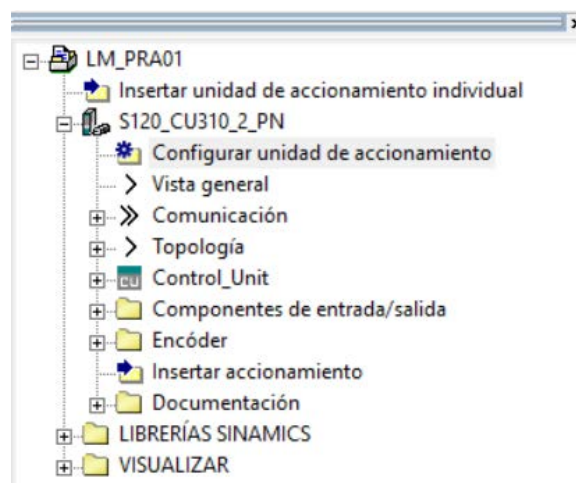 LM_PRA01
Insertar unidad de accionamiento individual
S120_CU310_2_PN
Configurar unidad de accionamiento
Vista general
Comunicación
Topología
CU Control_Unit
Componentes de entrada/salida
Encóder
Insertar accionamiento
Documentación
LIBRERÍAS SINAMICS
VISUALIZAR